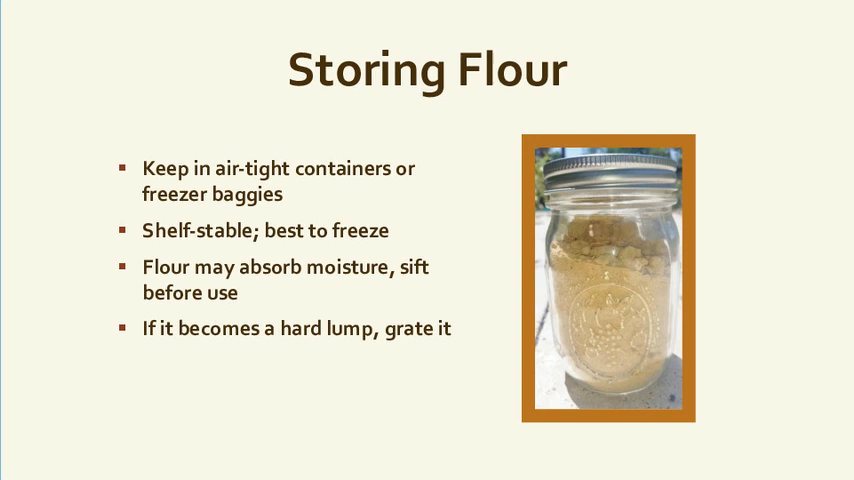 Storing Flour
Keep in air-tight containers or
freezer baggies
Shelf-stable; best to freeze
Flour may absorb moisture, sift
before use
If it becomes a hard lump, grate it